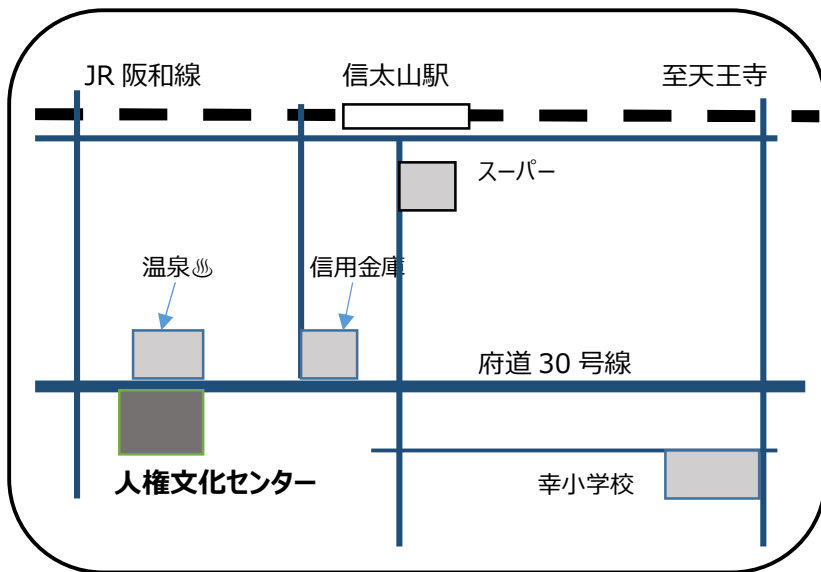 JR 阪和線
信太山駅
至天王寺
スーパー
温泉♨
信用金庫
府道 30 号線
人権文化センター
幸小学校